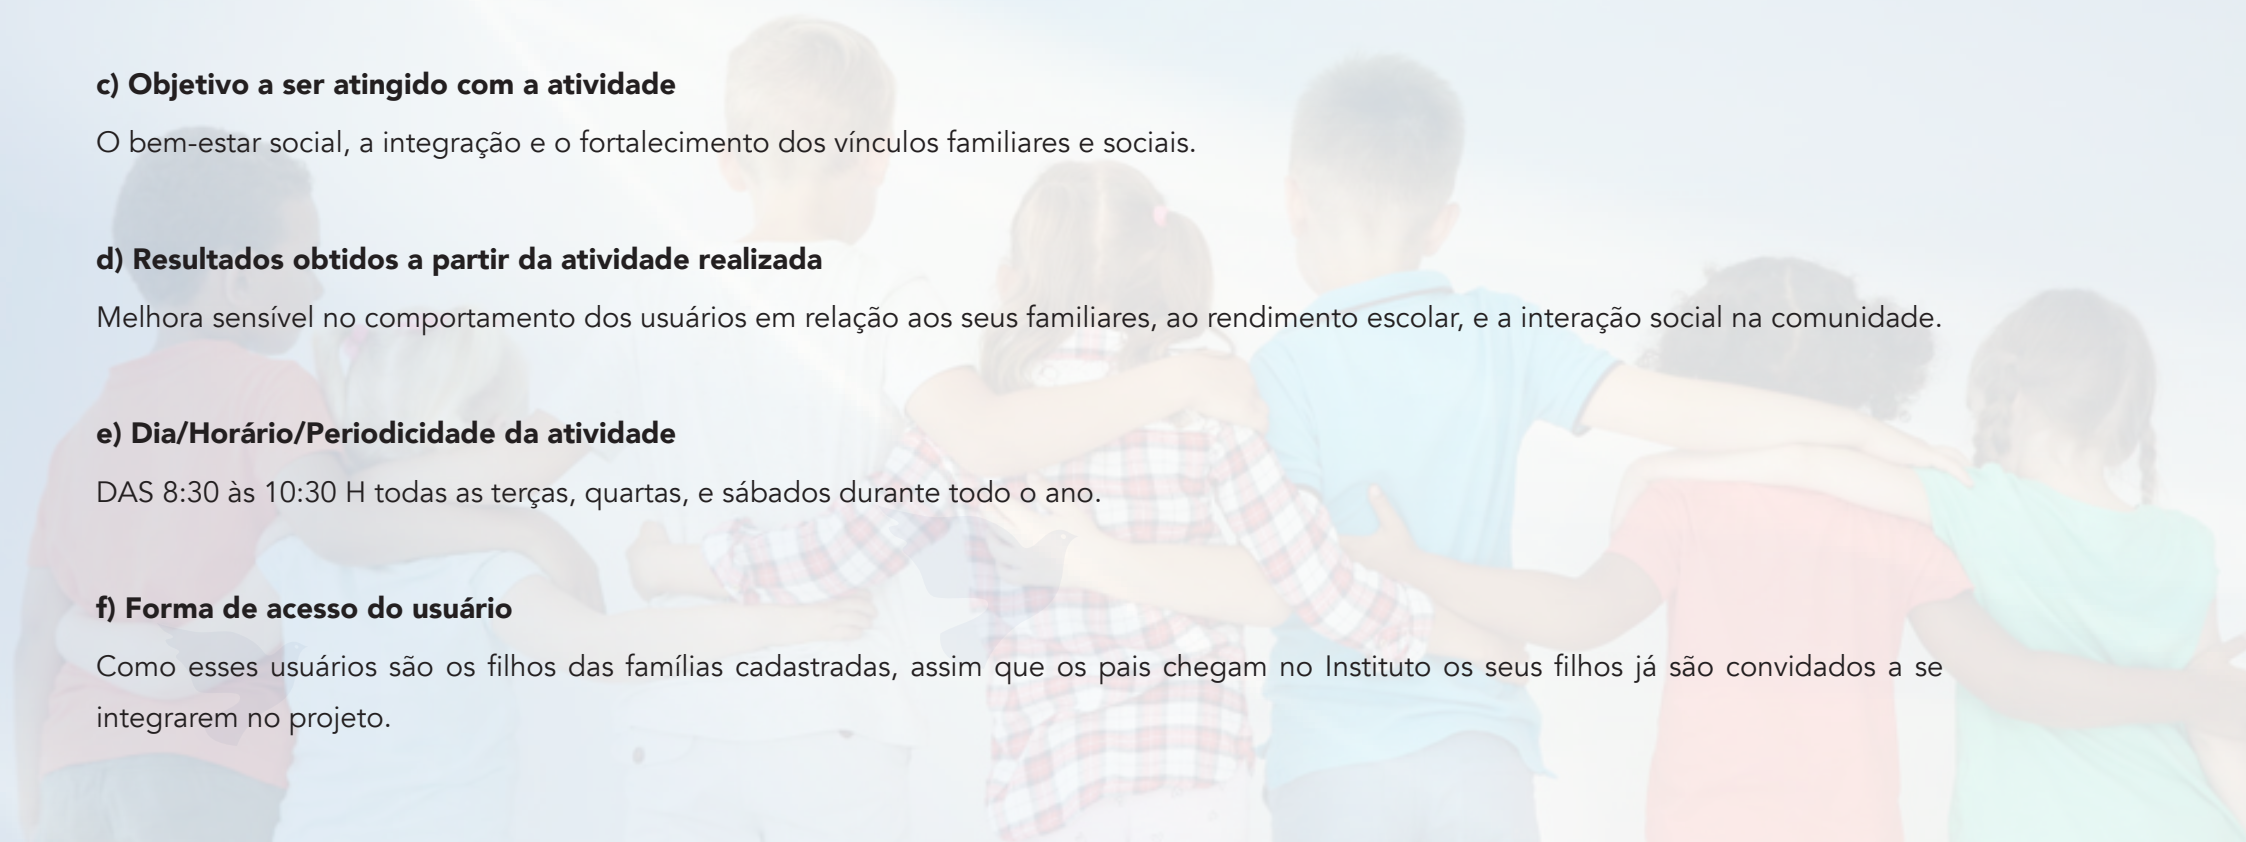 c) Objetivo a ser atingido com a atividade
O bem-estar social, a integração e o fortalecimento dos vínculos familiares e sociais.
d) Resultados obtidos a partir da atividade realizada
Melhora sensível no comportamento dos usuários em relação aos seus familiares, ao rendimento escolar, e a interação social na comunidade.
e) Dia/Horário/Periodicidade da atividade
DAS 8:30 às 10:30 H todas as terças, quartas, e sábados durante todo o ano.
f) Forma de acesso do usuário
Como esses usuários são os filhos das famílias cadastradas, assim que os pais chegam no Instituto os seus filhos já são convidados a se
integrarem no projeto.